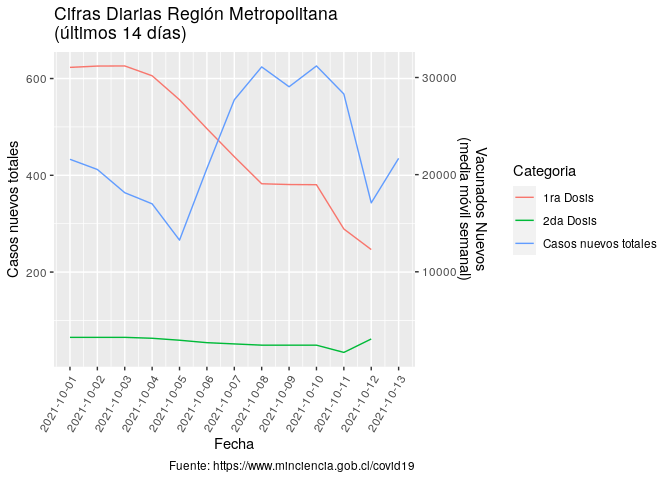 Cifras Diarias Región Metropolitana
(últimos 14 días)
Casos nuevos totales
600
400
200
30000
20000
10000
Vacunados Nuevos
(media móvil semanal)
2021-10-01
2021-10-02
2021-10-03
2021-10-04
2021-10-05
2021-10-06
2021-10-07
2021-10-08
2021-10-09
2021-10-10
2021-10-11
2021-10-12
2021-10-13
Fecha
Categoria
1ra Dosis
2da Dosis
Casos nuevos totales
Fuente: https://www.minciencia.gob.cl/covid19